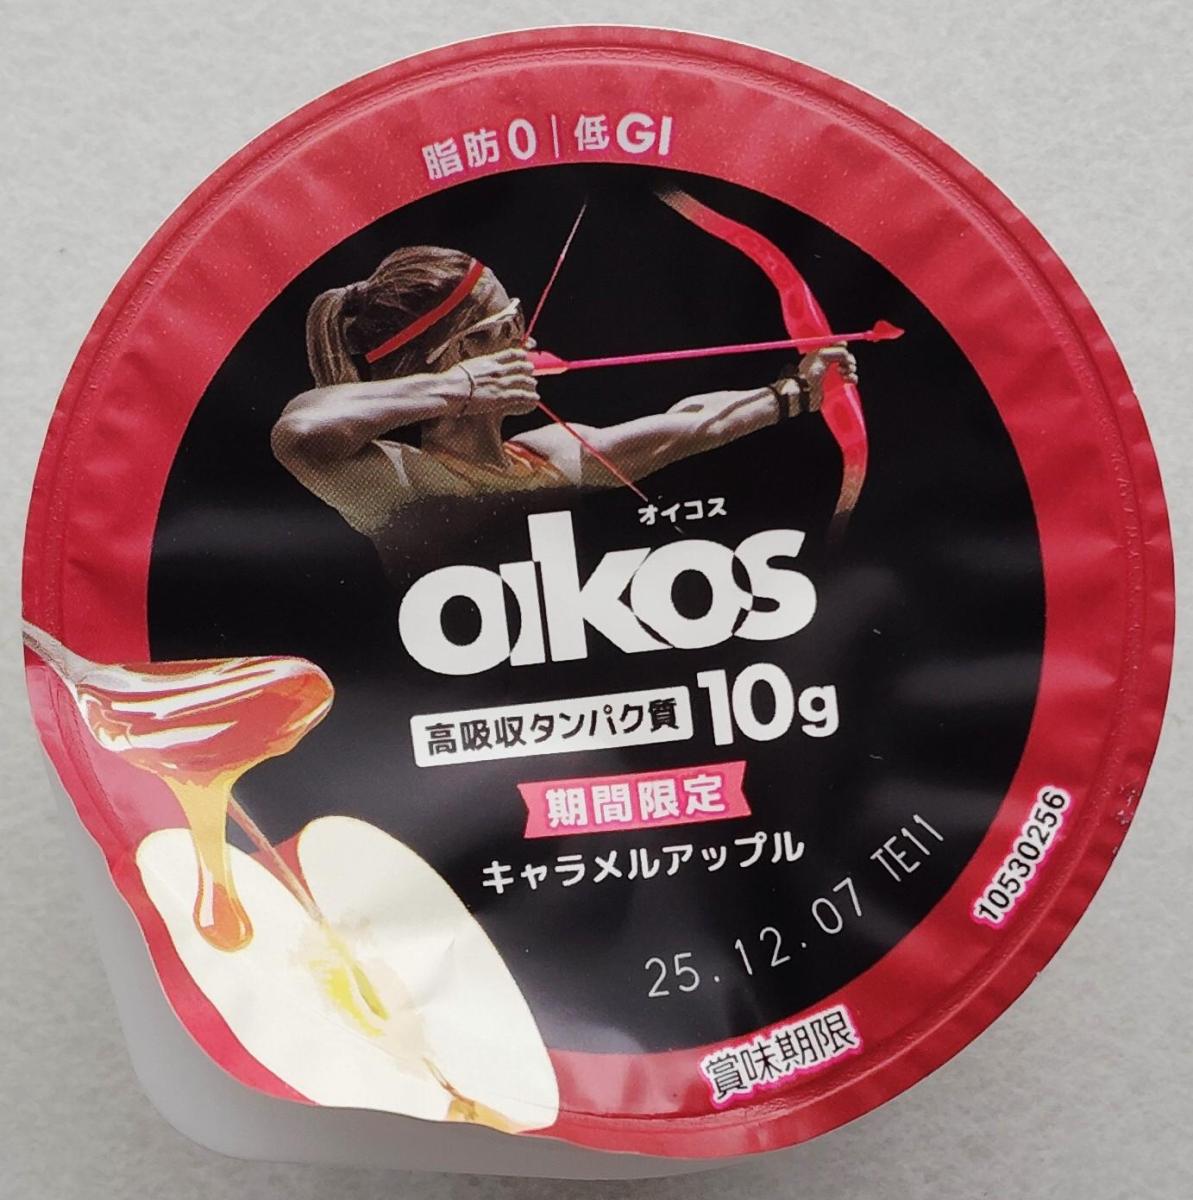 脂肪0|低GI
オイコス
oikos
高吸収タンパク質 10g
期間限定
キャラメルアップル
25.12.07 TE11
10530256
賞味期限